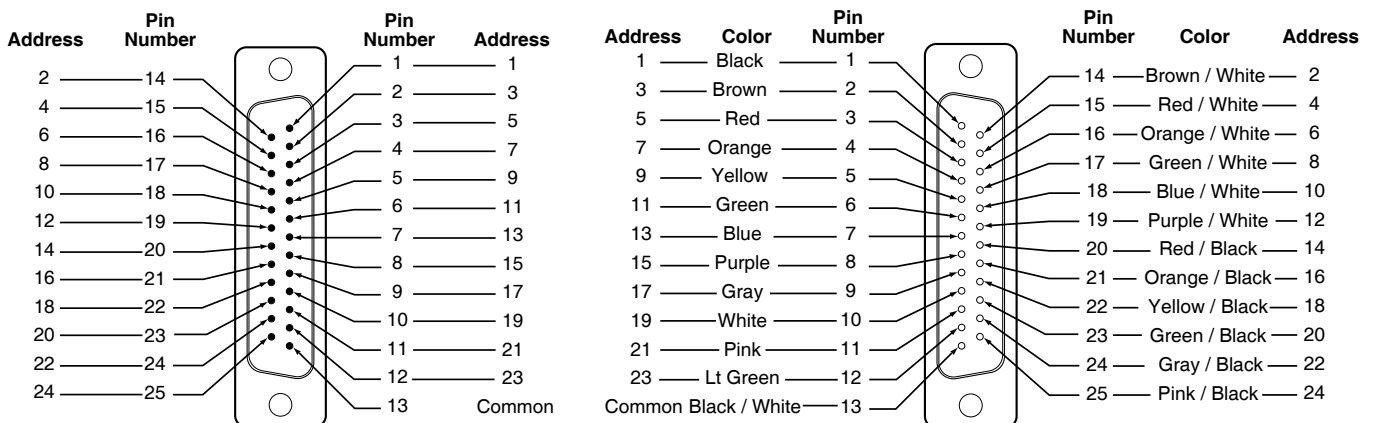 Address Pin Number
2 14
4 15
6 16
8 17
10 18
12 19
14 20
16 21
18 22
20 23
22 24
24 25
Pin Number Address
1 1
2 3
3 5
4 7
5 9
6 11
7 13
8 15
9 17
10 19
11 21
12 23
13 Common
Address Color Pin Number
1 Black 1
3 Brown 2
5 Red 3
7 Orange 4
9 Yellow 5
11 Green 6
13 Blue 7
15 Purple 8
17 Gray 9
19 White 10
21 Pink 11
23 Lt Green 12
Common Black / White 13
Pin Number Color Address
14 Brown / White 2
15 Red / White 4
16 Orange / White 6
17 Green / White 8
18 Blue / White 10
19 Purple / White 12
20 Red / Black 14
21 Orange / Black 16
22 Yellow / Black 18
23 Green / Black 20
24 Gray / Black 22
25 Pink / Black 24